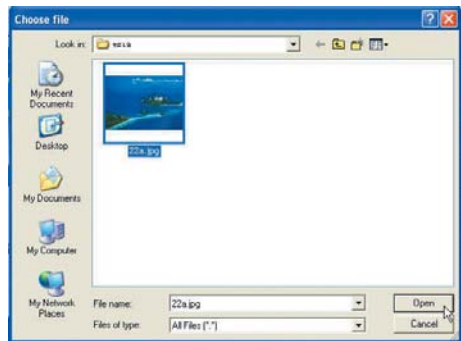 Choose file
Look in:
My Recent
Documents
Desktop
My Documents
My Computer
My Network
Places
22a.jpg
File name:
22a.jpg
Open
Files of type:
All Files (*.*)
Cancel